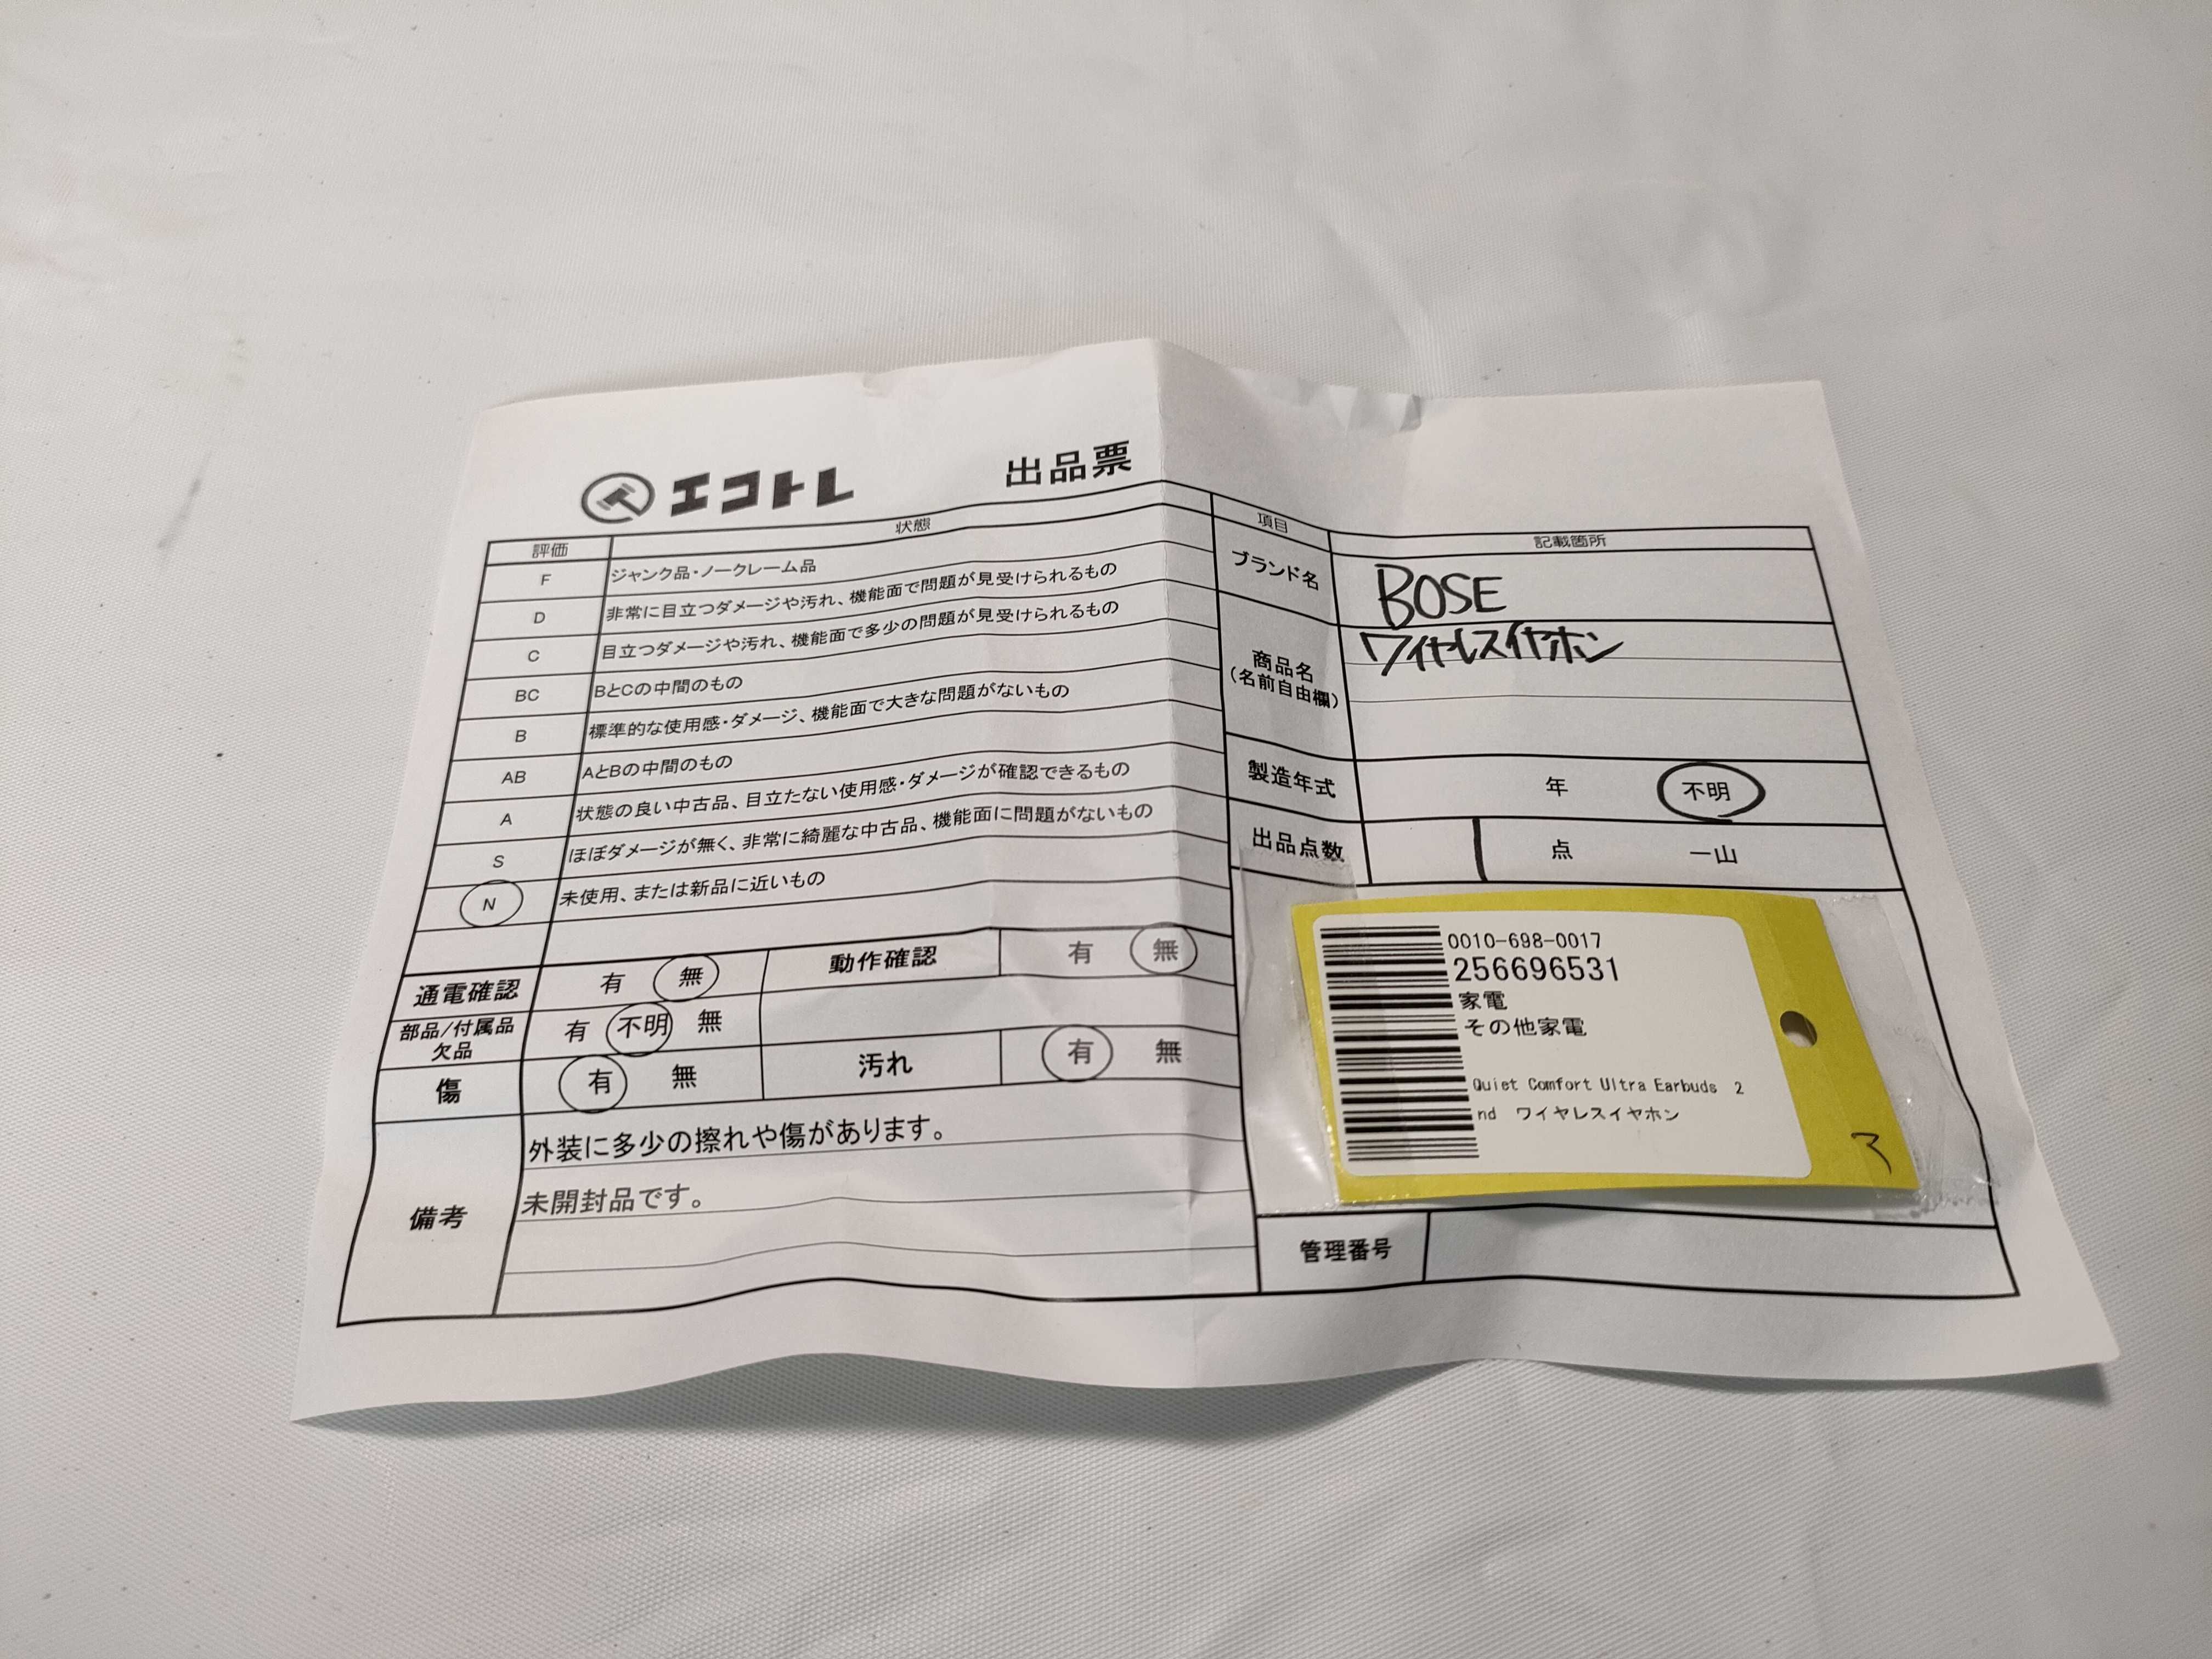 エコトレ 出品票
評価 状態
F ジャンク品・ノークレーム品
D 非常に目立つダメージや汚れ、機能面で問題が見受けられるもの
C 目立つダメージや汚れ、機能面で多少の問題が見受けられるもの
BC BとCの中間のもの
B 標準的な使用感・ダメージ、機能面で大きな問題がないもの
AB AとBの中間のもの
A 状態の良い中古品、目立たない使用感・ダメージが確認できるもの
S ほぼダメージが無く、非常に綺麗な中古品、機能面に問題がないもの
N 未使用、または新品に近いもの
通電確認 有 無 動作確認 有 無
部品/付属品
欠品 有 不明 無
傷 有 無 汚れ 有 無
備考
外装に多少の擦れや傷があります。
未開封品です。
項目 記載箇所
ブランド名 BOSE
商品名
(名前自由欄)
ワイヤレスイヤホン
製造年式 年 不明
出品点数 1 点 一山
0010-698-0017
256696531
家電
その他家電
Quiet Comfort Ultra Earbuds 2
nd ワイヤレスイヤホン
管理番号